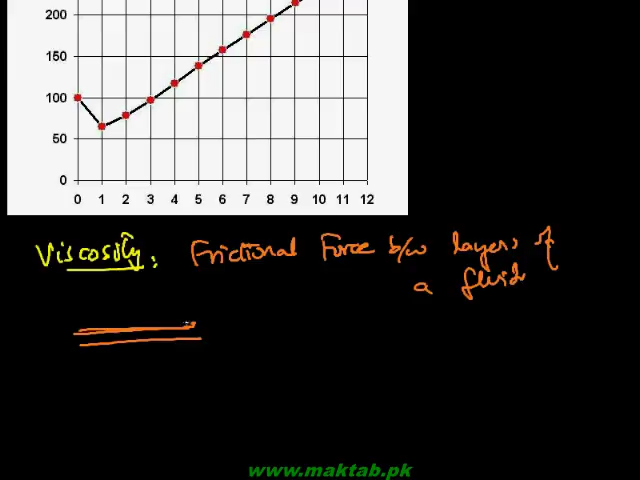 200
150
100
50
0
0 1 2 3 4 5 6 7 8 9 10 11 12
Viscosity: Frictional Force b/w layers of
a fluid
www.maktab.pk